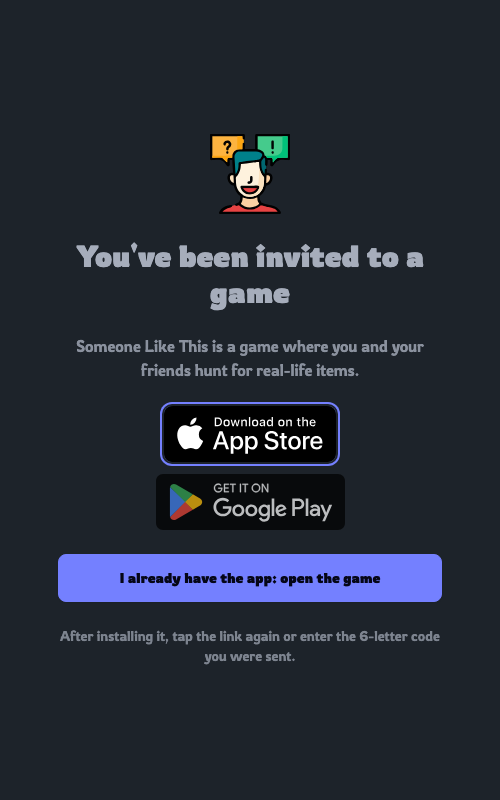 ?
!
You've been invited to a
game
Someone Like This is a game where you and your
friends hunt for real-life items.
Download on the
App Store
GET IT ON
Google Play
I already have the app: open the game
After installing it, tap the link again or enter the 6-letter code
you were sent.